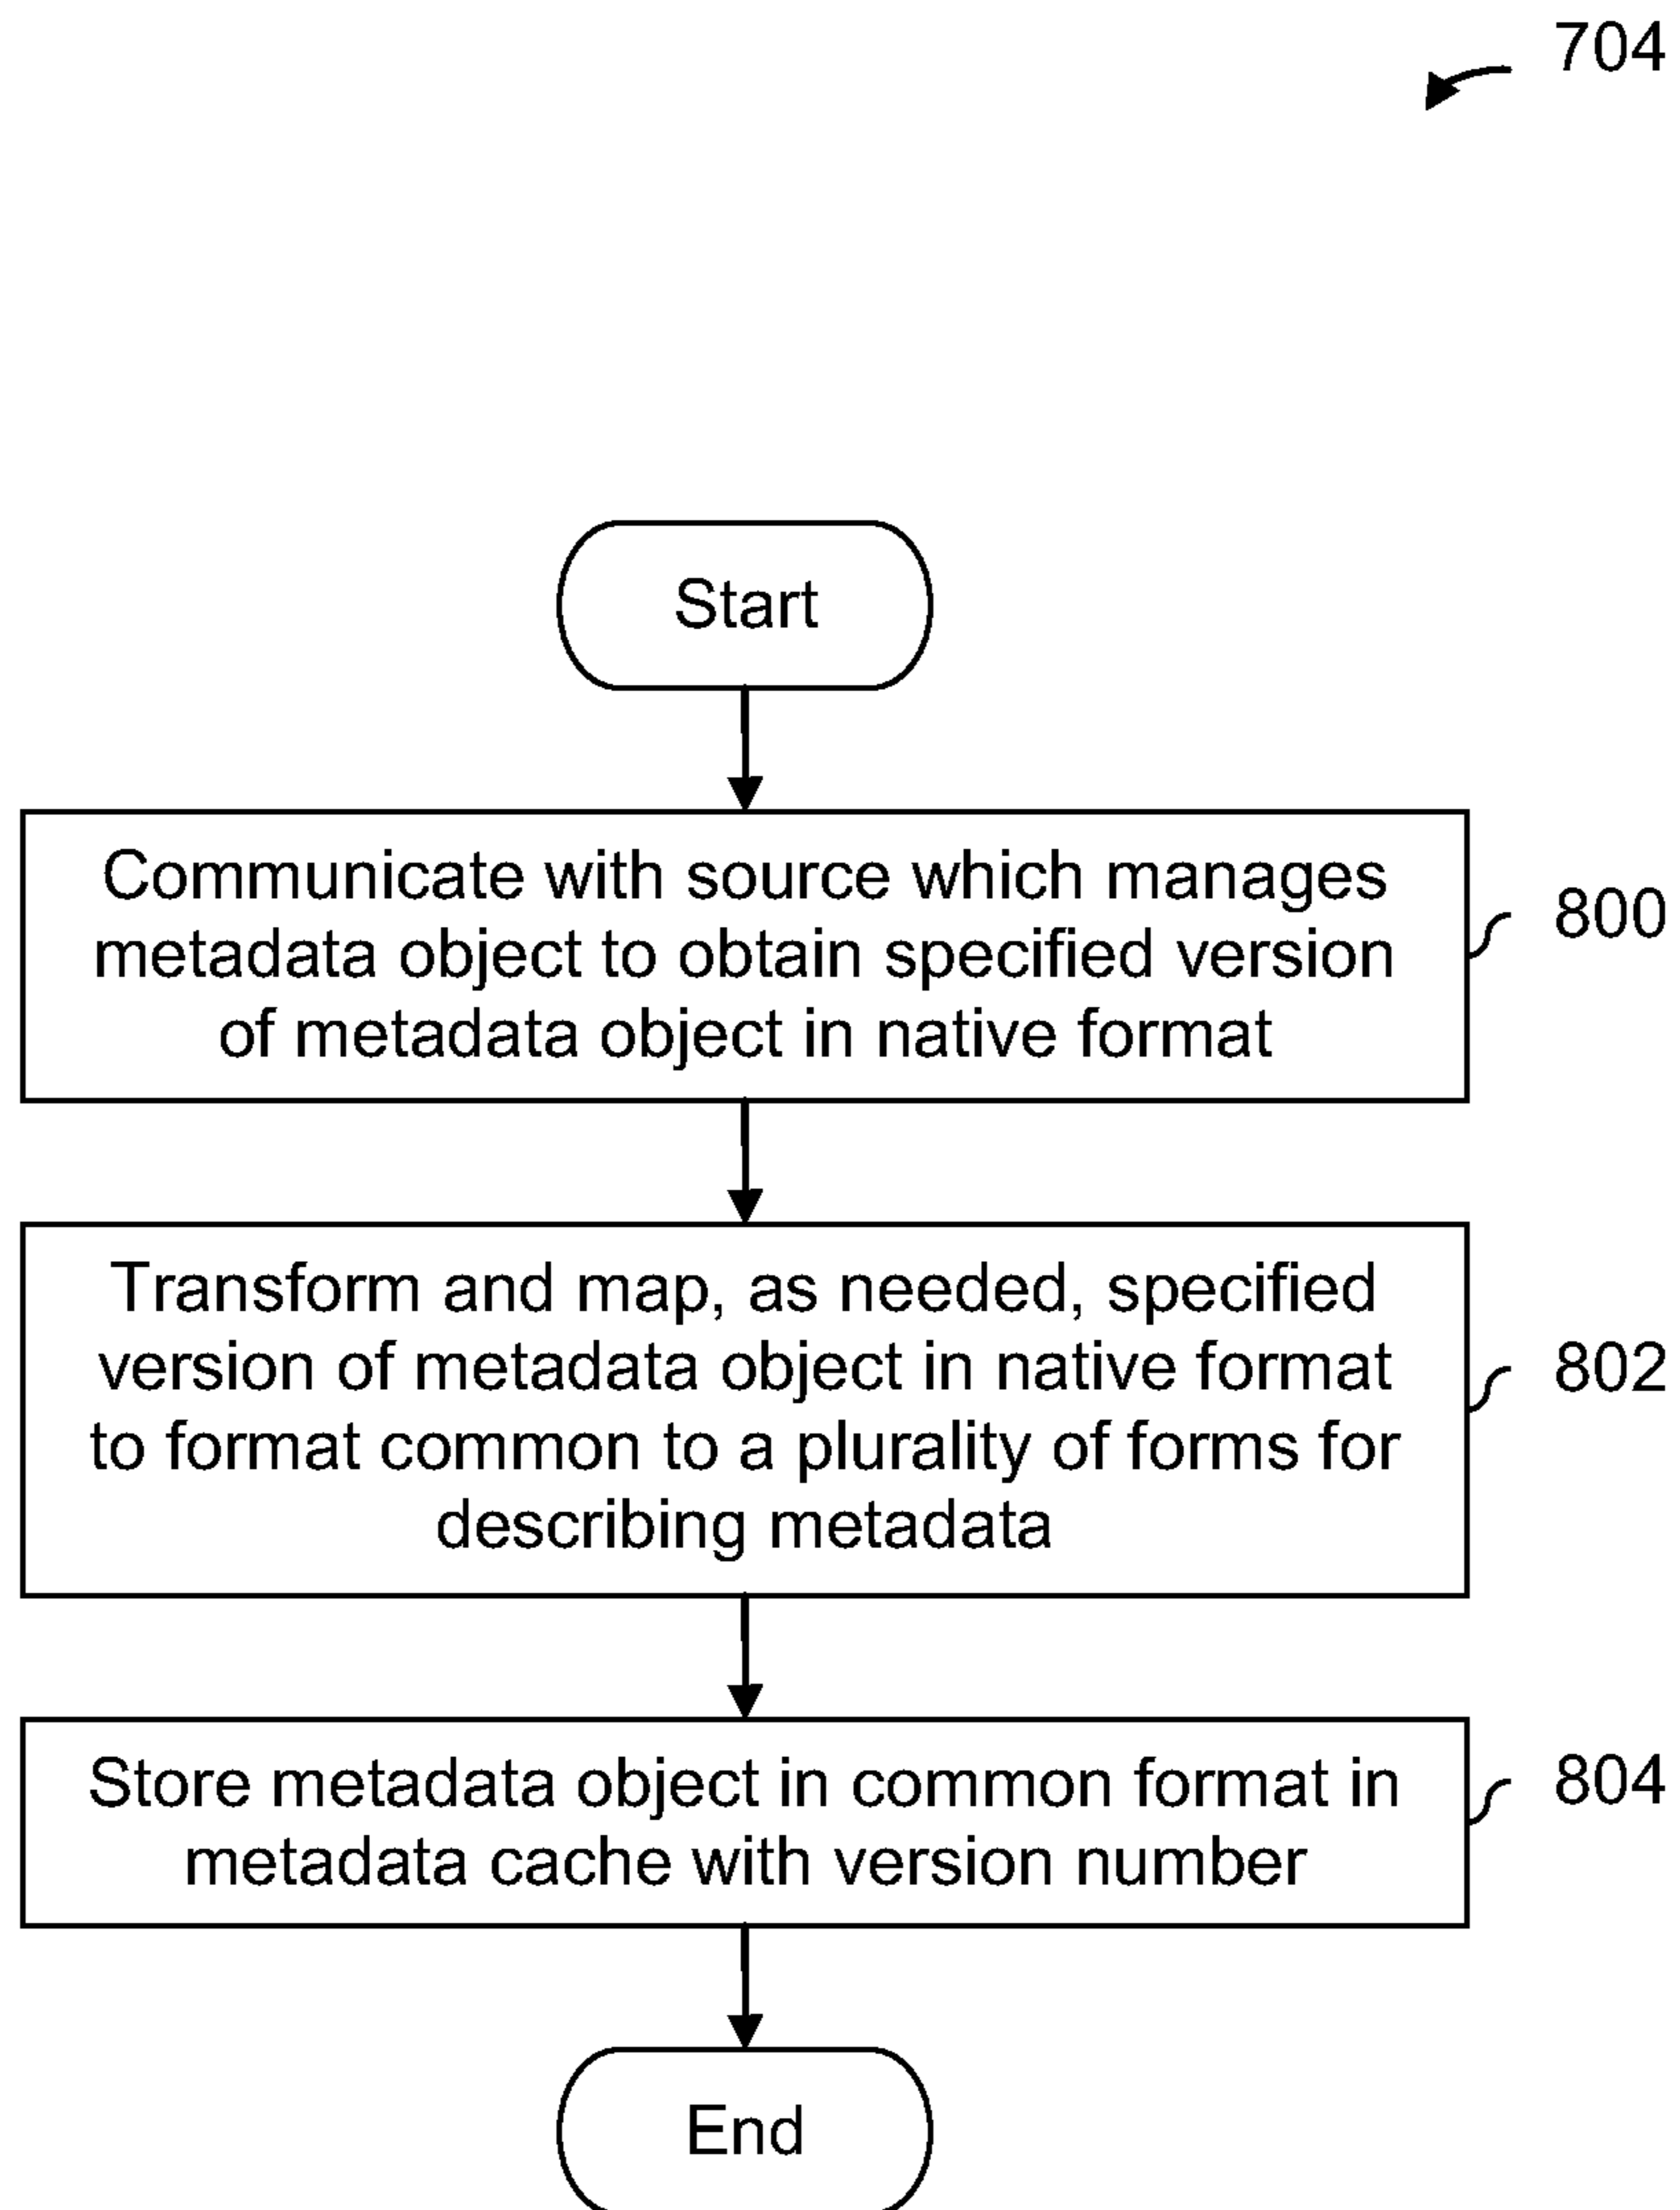 704
Start
Communicate with source which manages
metadata object to obtain specified version
of metadata object in native format
800
Transform and map, as needed, specified
version of metadata object in native format
to format common to a plurality of forms for
describing metadata
802
Store metadata object in common format in
metadata cache with version number
804
End